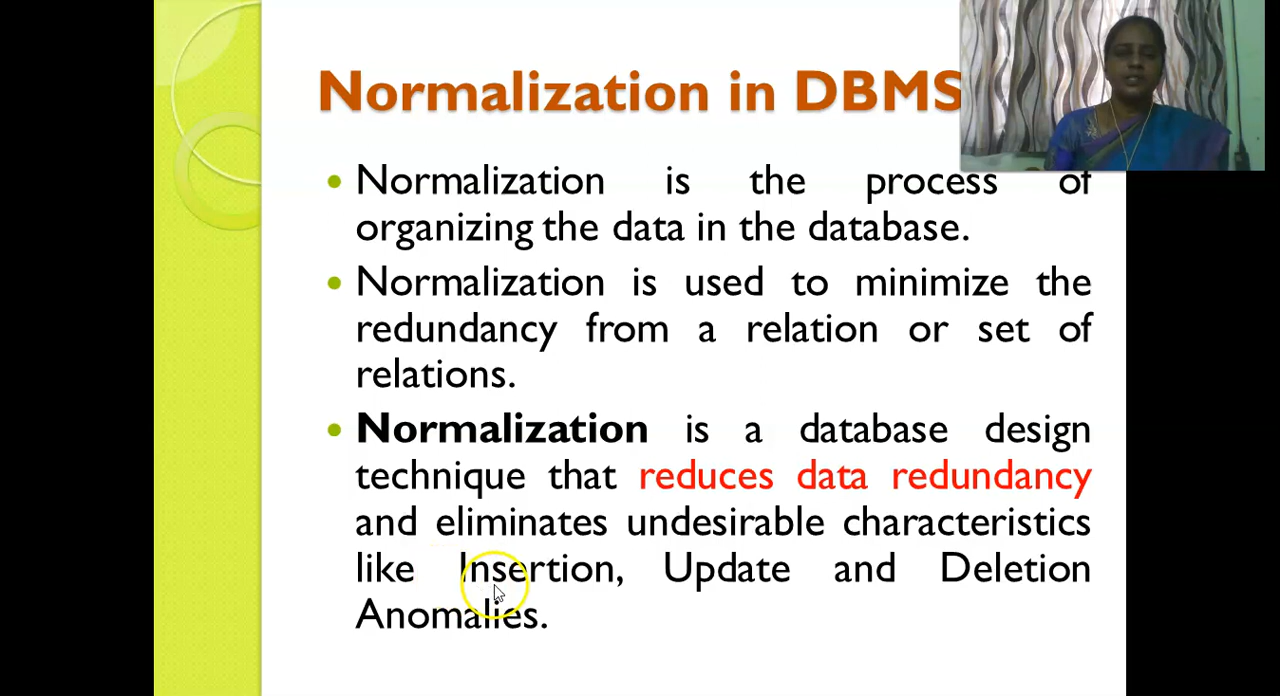 Normalization in DBMS
• Normalization is the process of
organizing the data in the database.
• Normalization is used to minimize the
redundancy from a relation or set of
relations.
• Normalization is a database design
technique that reduces data redundancy
and eliminates undesirable characteristics
like Insertion, Update and Deletion
Anomalies.